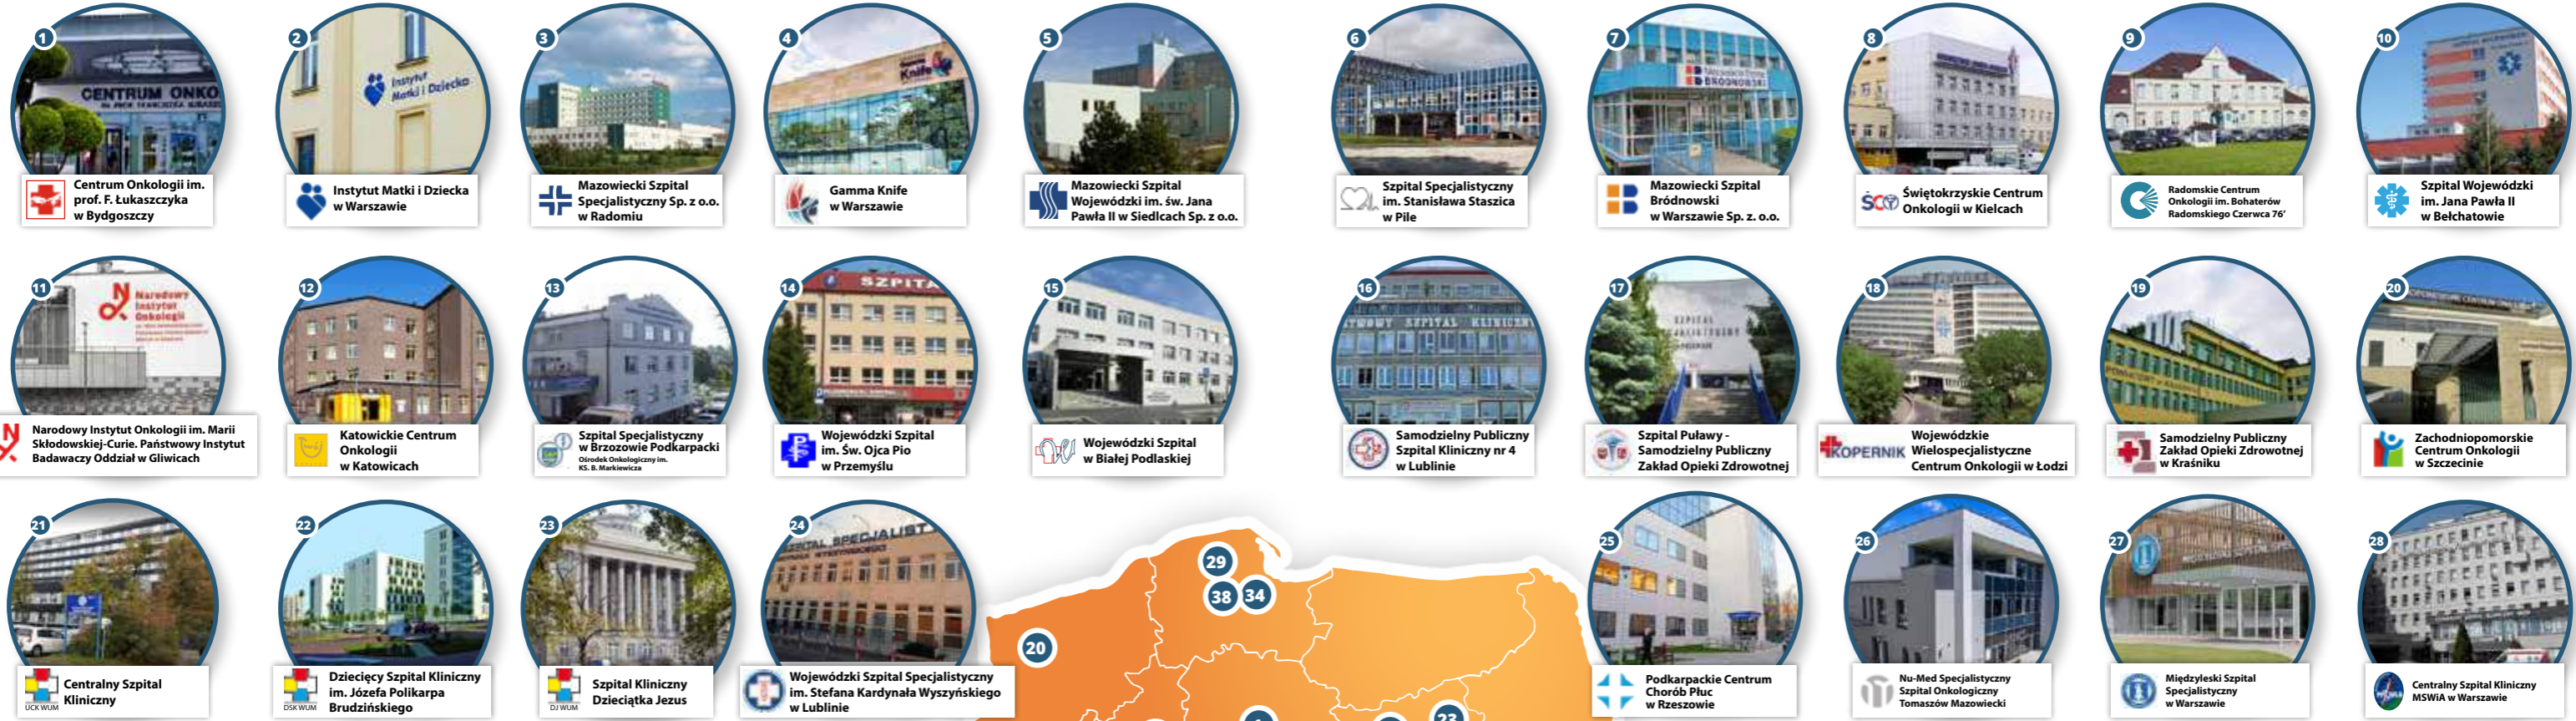 1
CENTRUM ONKO
Centrum Onkologii im.
prof. F. Łukaszczyka
w Bydgoszczy
2
Instytut
Matki i Dziecka
Instytut Matki i Dziecka
w Warszawie
3
Mazowiecki Szpital
Specjalistyczny Sp. z o.o.
w Radomiu
4
Gamma
Knife
Gamma Knife
w Warszawie
5
Mazowiecki Szpital
Wojewódzki im. św. Jana
Pawła II w Siedlcach Sp. z o.o.
6
Szpital Specjalistyczny
im. Stanisława Staszica
w Pile
7
BRÓDNOWSKI
Mazowiecki Szpital
Bródnowski
w Warszawie Sp. z. o.o.
8
ŚCO
Świętokrzyskie Centrum
Onkologii w Kielcach
9
Radomskie Centrum
Onkologii im. Bohaterów
Radomskiego Czerwca 76’
10
Szpital Wojewódzki
im. Jana Pawła II
w Bełchatowie
11
Narodowy
Instytut
Onkologii
Narodowy Instytut Onkologii im. Marii
Skłodowskiej-Curie. Państwowy Instytut
Badawaczy Oddział w Gliwicach
12
Katowickie Centrum
Onkologii
w Katowicach
13
Szpital Specjalistyczny
w Brzozowie Podkarpacki
Ośrodek Onkologiczny im.
KS. B. Markiewicza
14
SZPITA
Wojewódzki Szpital
im. Św. Ojca Pio
w Przemyślu
15
Wojewódzki Szpital
w Białej Podlaskiej
16
TWOWY SZPITAL KLINICZNY
Samodzielny Publiczny
Szpital Kliniczny nr 4
w Lublinie
17
SZPITAL
Szpital Puławy -
Samodzielny Publiczny
Zakład Opieki Zdrowotnej
18
KOPERNIK
Wojewódzkie
Wielospecjalistyczne
Centrum Onkologii w Łodzi
19
Samodzielny Publiczny
Zakład Opieki Zdrowotnej
w Kraśniku
20
Zachodniopomorskie
Centrum Onkologii
w Szczecinie
21
UCK WUM
Centralny Szpital
Kliniczny
22
DSK WUM
Dziecięcy Szpital Kliniczny
im. Józefa Polikarpa
Brudzińskiego
23
DJ WUM
Szpital Kliniczny
Dzieciątka Jezus
24
SZPITAL SPECJALIST
Wojewódzki Szpital Specjalistyczny
im. Stefana Kardynała Wyszyńskiego
w Lublinie
29
38 34
20
23
25
Podkarpackie Centrum
Chorób Płuc
w Rzeszowie
26
Nu-Med Specjalistyczny
Szpital Onkologiczny
Tomaszów Mazowiecki
27
Międzyleski Szpital
Specjalistyczny
w Warszawie
28
Centralny Szpital Kliniczny
MSWiA w Warszawie